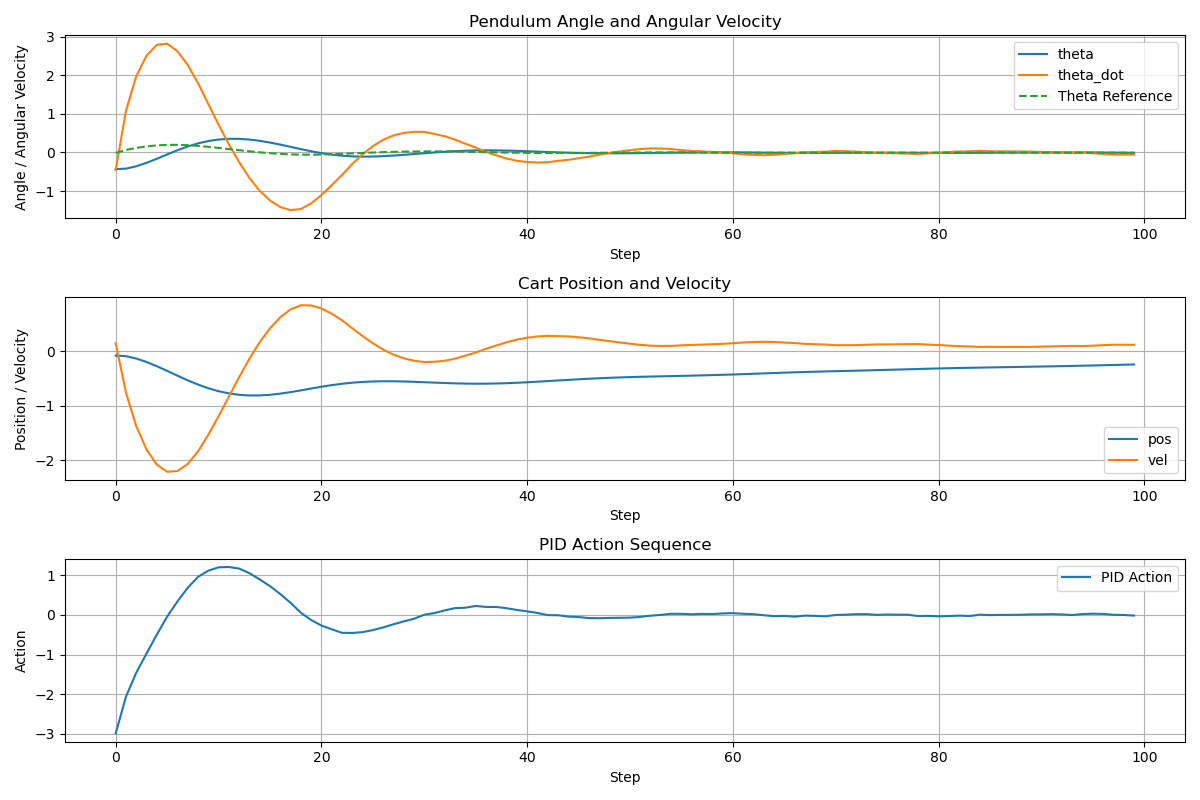 Pendulum Angle and Angular Velocity
Angle / Angular Velocity
3
2
1
0
−1
theta
theta_dot
Theta Reference
0 20 40 60 80 100
Step
Cart Position and Velocity
Position / Velocity
0
−1
−2
pos
vel
0 20 40 60 80 100
Step
PID Action Sequence
Action
1
0
−1
−2
−3
PID Action
0 20 40 60 80 100
Step